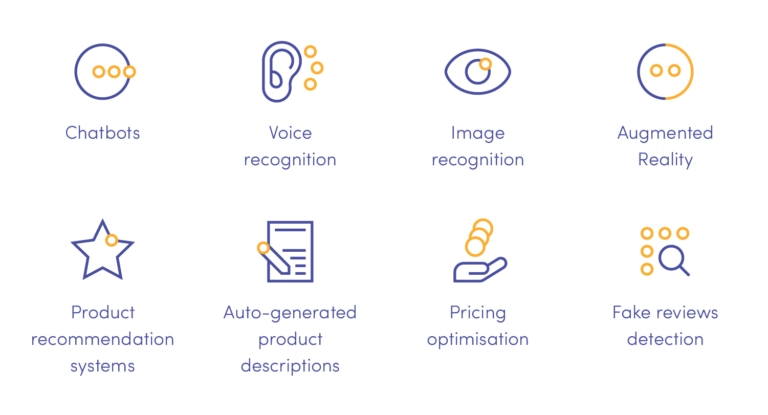 Chatbots
Voice
recognition
Image
recognition
Augmented
Reality
Product
recommendation
systems
Auto-generated
product
descriptions
Pricing
optimisation
Fake reviews
detection